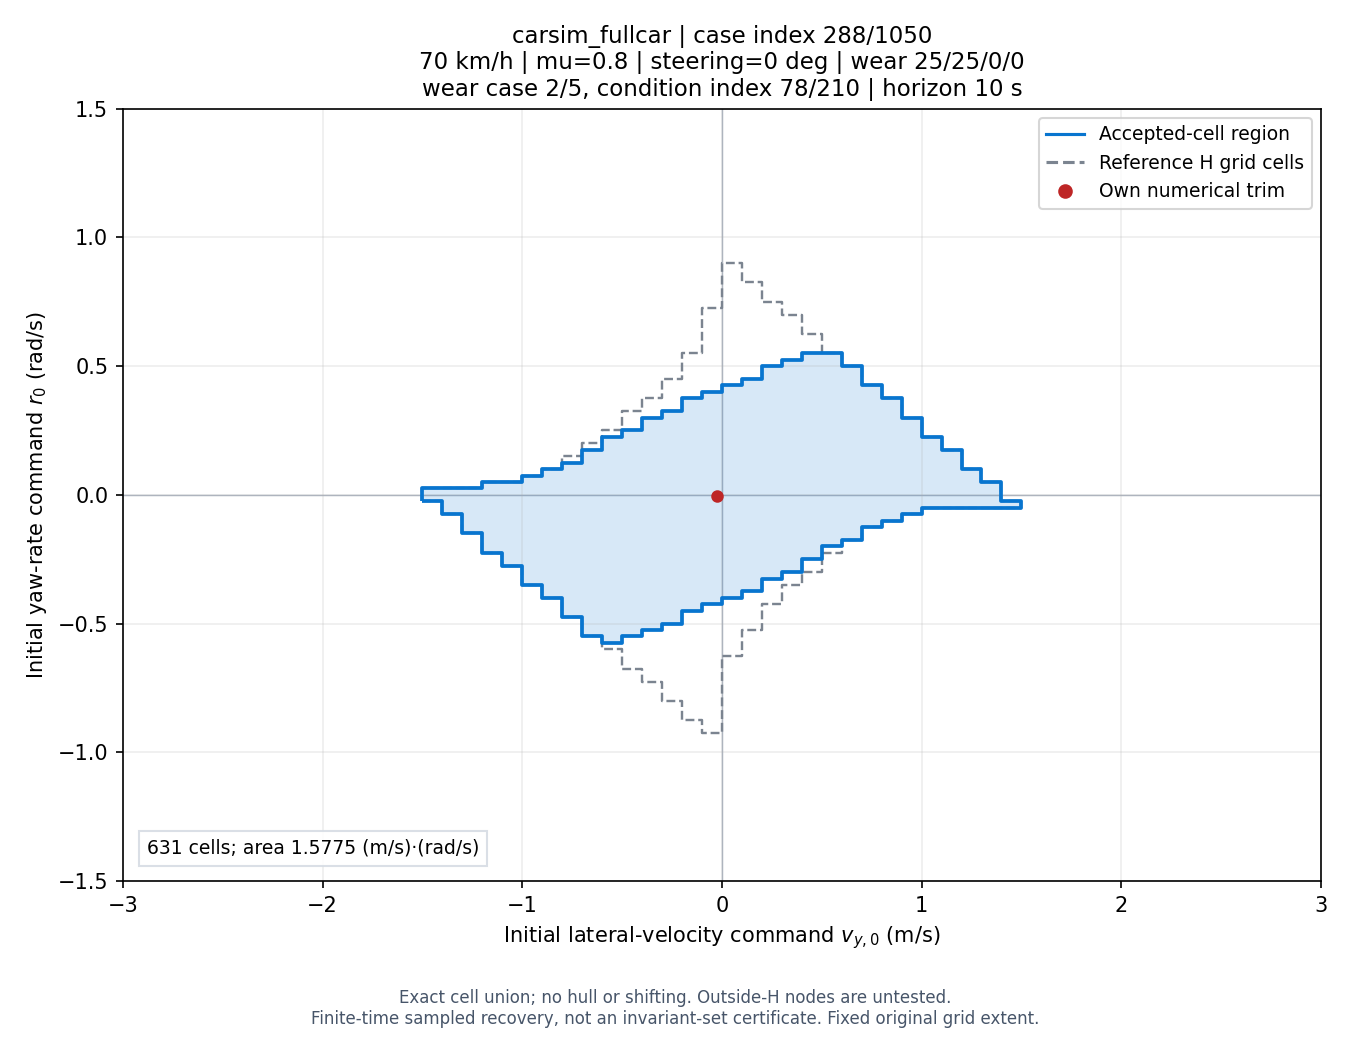 carsim_fullcar | case index 288/1050
70 km/h | mu=0.8 | steering=0 deg | wear 25/25/0/0
wear case 2/5, condition index 78/210 | horizon 10 s
Accepted-cell region
Reference H grid cells
Own numerical trim
1.5
1.0
0.5
0.0
−0.5
−1.0
−1.5
Initial yaw-rate command r₀ (rad/s)
631 cells; area 1.5775 (m/s)·(rad/s)
−3
−2
−1
0
1
2
3
Initial lateral-velocity command v_{y,0} (m/s)
Exact cell union; no hull or shifting. Outside-H nodes are untested.
Finite-time sampled recovery, not an invariant-set certificate. Fixed original grid extent.